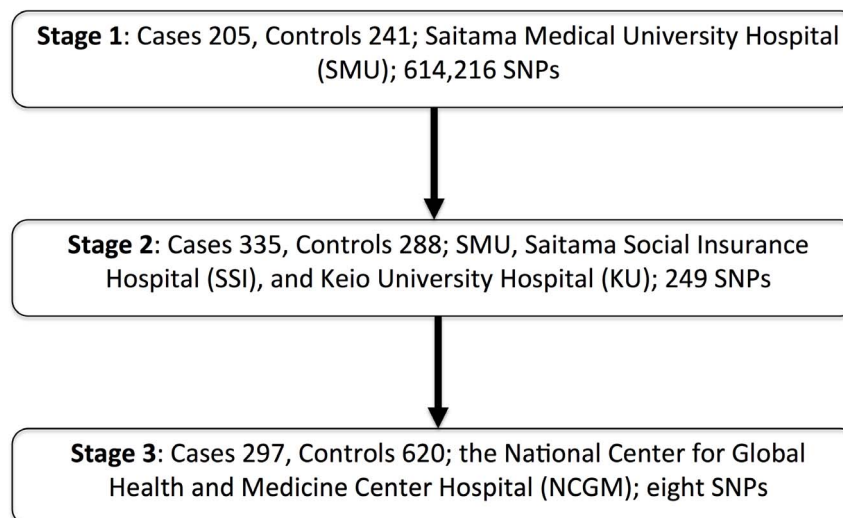 Stage 1: Cases 205, Controls 241; Saitama Medical University Hospital
(SMU); 614,216 SNPs
Stage 2: Cases 335, Controls 288; SMU, Saitama Social Insurance
Hospital (SSI), and Keio University Hospital (KU); 249 SNPs
Stage 3: Cases 297, Controls 620; the National Center for Global
Health and Medicine Center Hospital (NCGM); eight SNPs